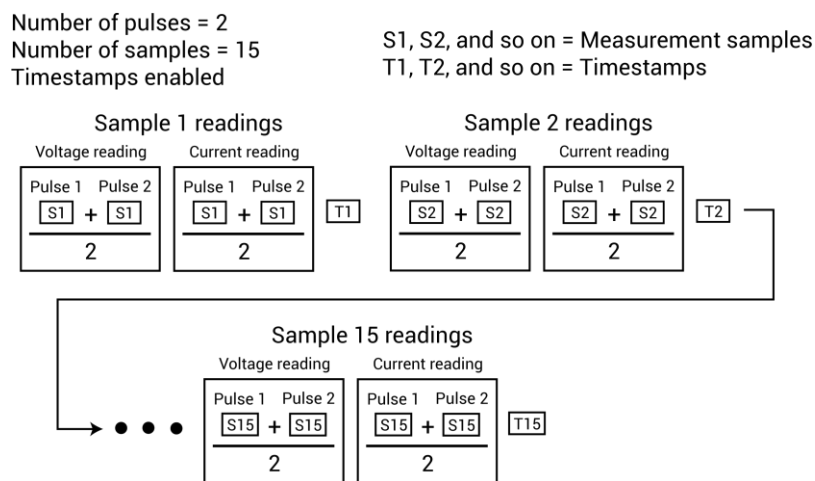 Number of pulses = 2
Number of samples = 15
Timestamps enabled
S1, S2, and so on = Measurement samples
T1, T2, and so on = Timestamps
Sample 1 readings
Sample 2 readings
Voltage reading Current reading
Voltage reading Current reading
Pulse 1 Pulse 2 Pulse 1 Pulse 2
Pulse 1 Pulse 2 Pulse 1 Pulse 2
S1 + S1 S1 + S1 T1
S2 + S2 S2 + S2 T2
2 2
2 2
Sample 15 readings
Voltage reading Current reading
Pulse 1 Pulse 2 Pulse 1 Pulse 2
S15 + S15 S15 + S15 T15
2 2